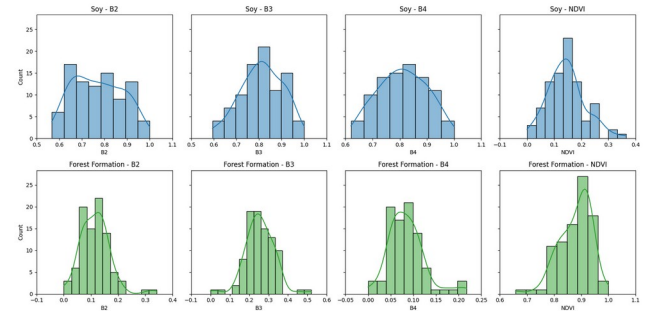 Soy - B2
Soy - B3
Soy - B4
Soy - NDVI
25
20
15
10
5
0
Count
0.5 0.6 0.7 0.8 0.9 1.0 1.1
0.5 0.6 0.7 0.8 0.9 1.0 1.1
0.6 0.7 0.8 0.9 1.0 1.1
−0.1 0.0 0.1 0.2 0.3 0.4
B2
B3
B4
NDVI
Forest Formation - B2
Forest Formation - B3
Forest Formation - B4
Forest Formation - NDVI
25
20
15
10
5
0
Count
−0.1 0.0 0.1 0.2 0.3 0.4
−0.1 0.0 0.1 0.2 0.3 0.4 0.5 0.6
−0.05 0.00 0.05 0.10 0.15 0.20 0.25
0.6 0.7 0.8 0.9 1.0 1.1
B2
B3
B4
NDVI